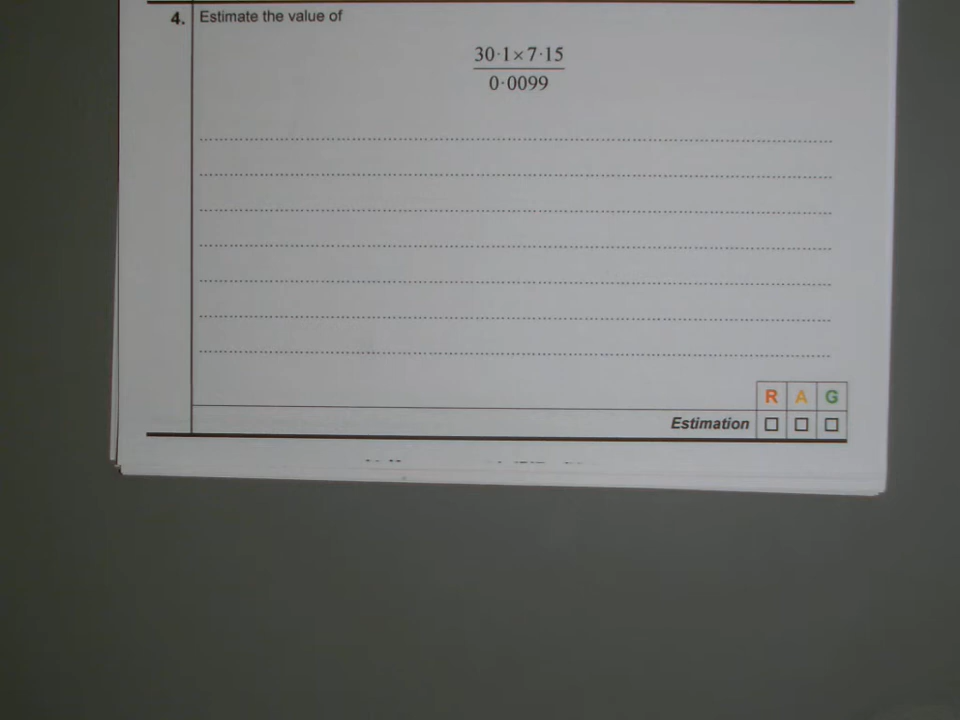 4. Estimate the value of
30·1×7·15
0·0099
R A G
Estimation